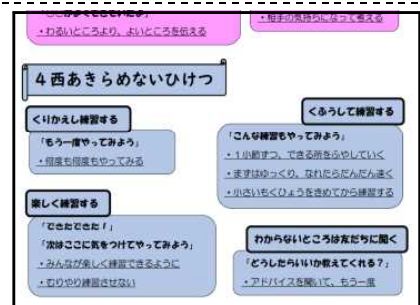 ・わるいところより、よいところを伝える
・相手の気持ちになって考える
4西あきらめないひけつ
くりかえし練習する
「もう一度やってみよう」
・何度も何度もやってみる
くふうして練習する
「こんな練習もやってみよう」
・1小節ずつ、できる所をふやしていく
・まずはゆっくり、なれたらだんだん速く
・小さいもくひょうをきめてから練習する
楽しく練習する
「できたできた!」
「次はここに気をつけてやってみよう」
・みんなが楽しく練習できるように
・むりやり練習させない
わからないところは友だちに聞く
「どうしたらいいか教えてくれる?」
・アドバイスを聞いて、もう一度